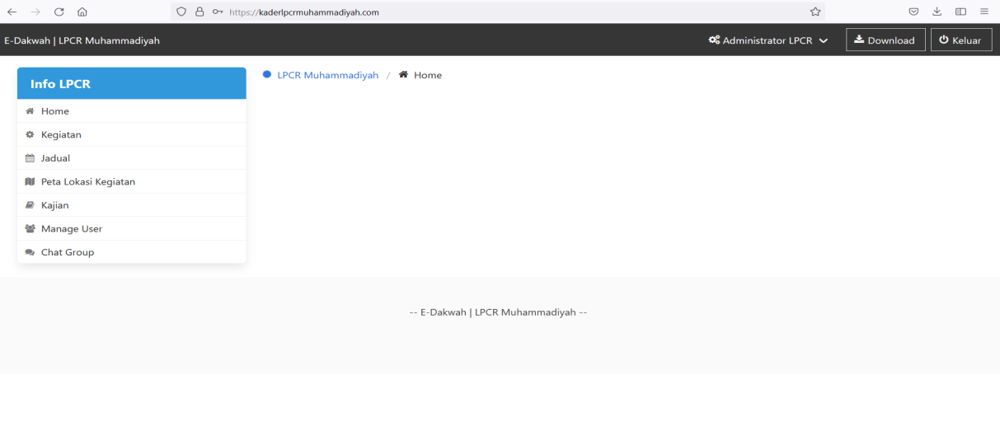 https://kaderlpcrmuhammadiyah.com
E-Dakwah | LPCR Muhammadiyah
Administrator LPCR
Download
Keluar
Info LPCR
Home
Kegiatan
Jadual
Peta Lokasi Kegiatan
Kajian
Manage User
Chat Group
LPCR Muhammadiyah / Home
-- E-Dakwah | LPCR Muhammadiyah --